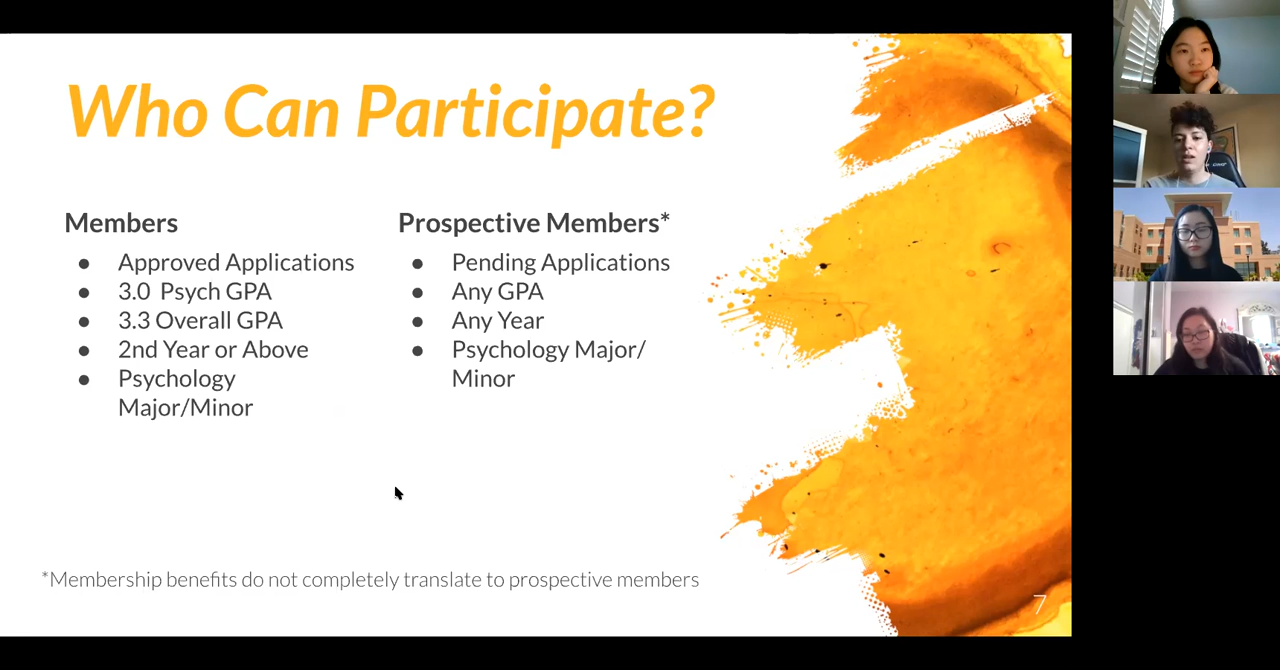 Who Can Participate?
Members
● Approved Applications
● 3.0 Psych GPA
● 3.3 Overall GPA
● 2nd Year or Above
● Psychology
Major/Minor
Prospective Members*
● Pending Applications
● Any GPA
● Any Year
● Psychology Major/
Minor
*Membership benefits do not completely translate to prospective members
7